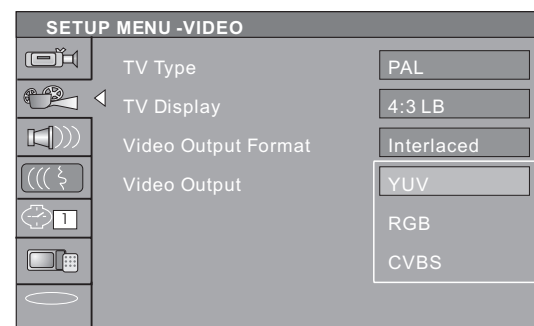 SETUP MENU -VIDEO
TV Type PAL
TV Display 4:3 LB
Video Output Format Interlaced
Video Output YUV
RGB
CVBS
1